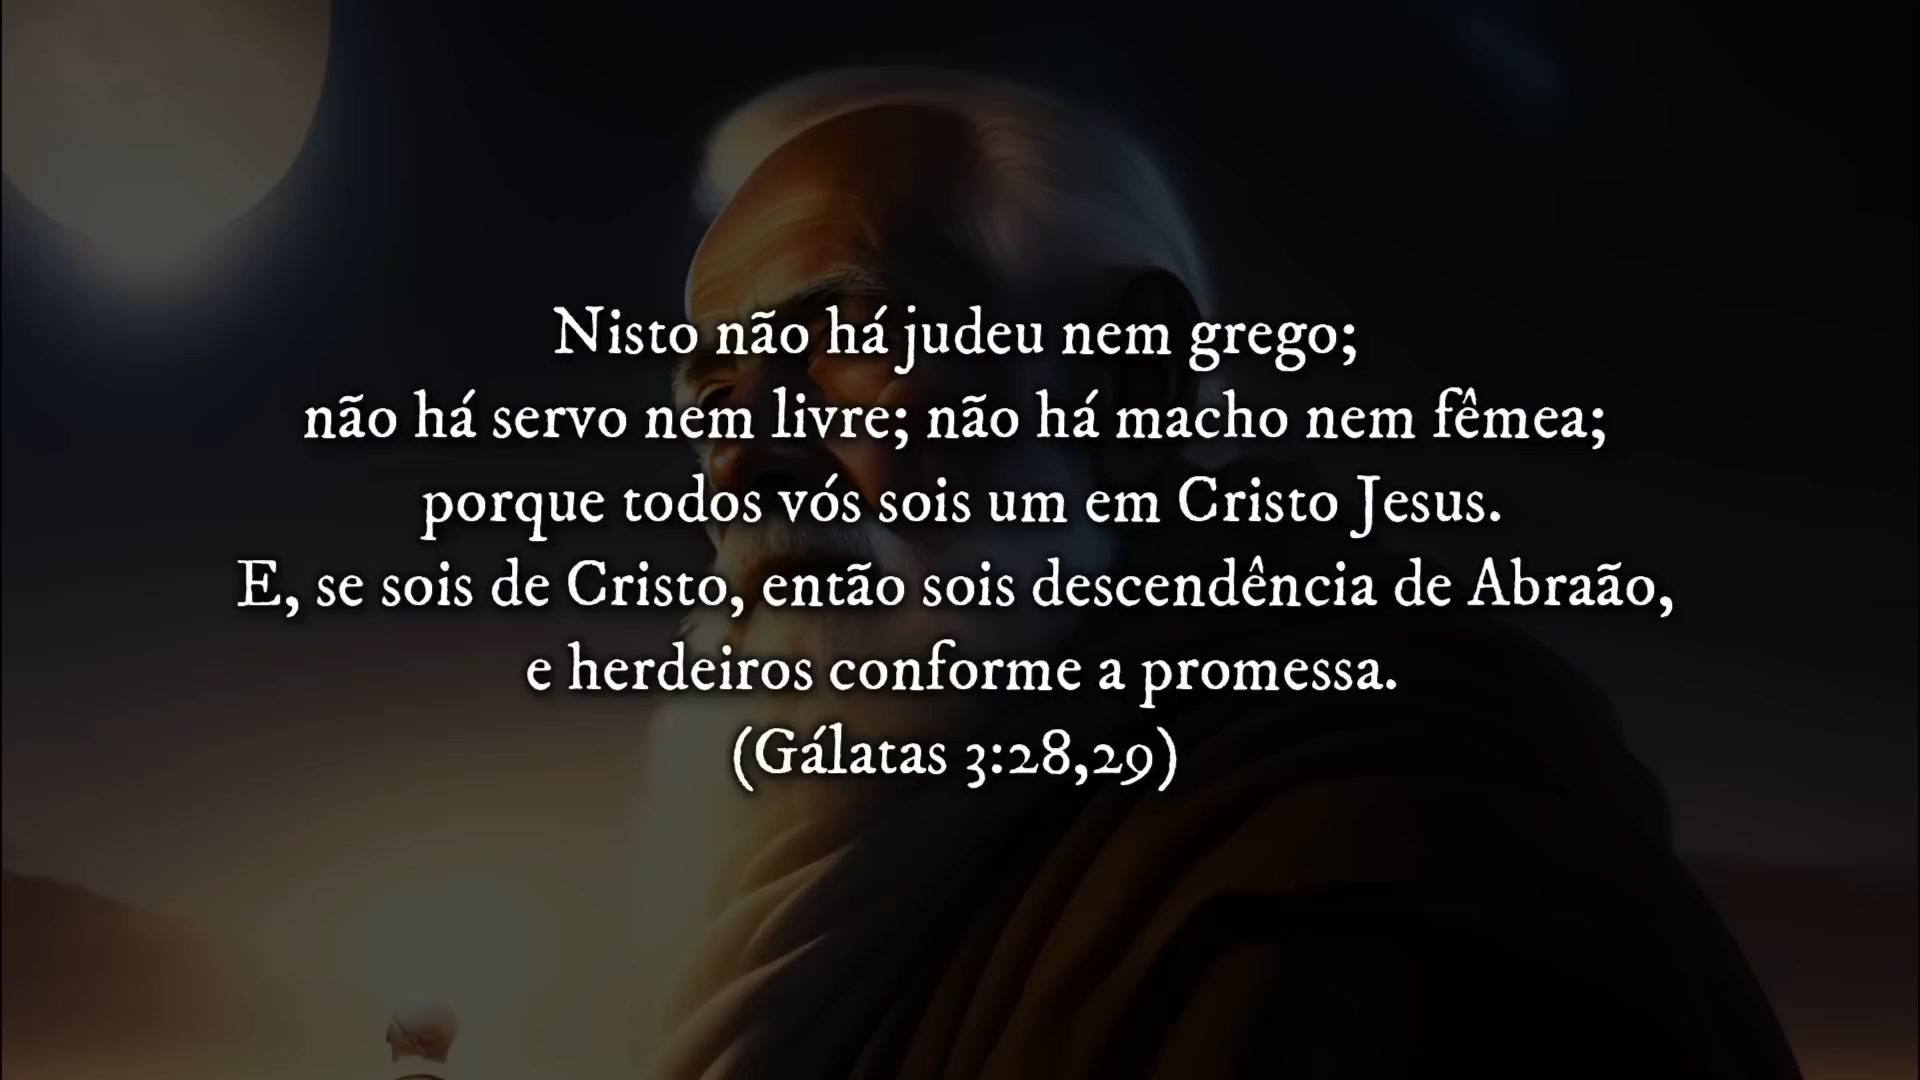 Nisto não há judeu nem grego;
não há servo nem livre; não há macho nem fêmea;
porque todos vós sois um em Cristo Jesus.
E, se sois de Cristo, então sois descendência de Abraão,
e herdeiros conforme a promessa.
(Gálatas 3:28,29)